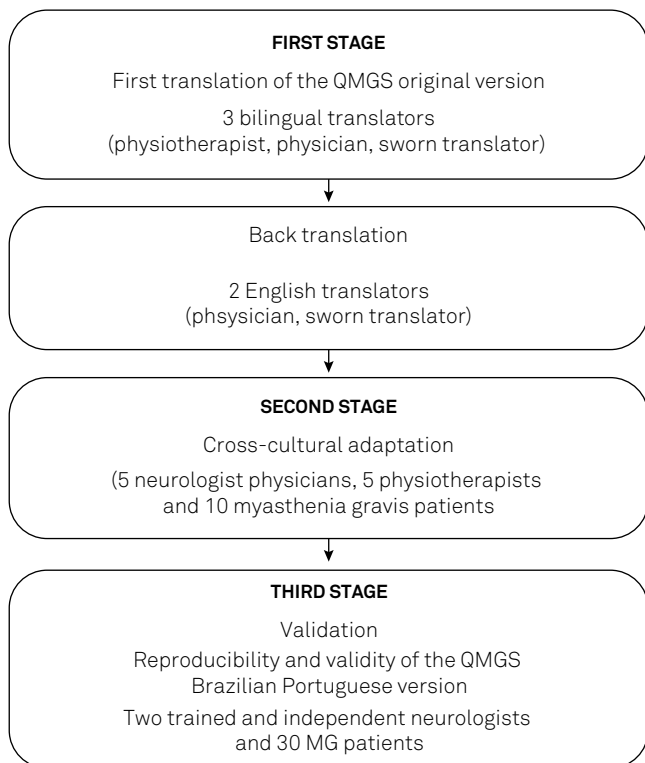 FIRST STAGE
First translation of the QMGS original version
3 bilingual translators
(physiotherapist, physician, sworn translator)
Back translation
2 English translators
(phsysician, sworn translator)
SECOND STAGE
Cross-cultural adaptation
(5 neurologist physicians, 5 physiotherapists
and 10 myasthenia gravis patients
THIRD STAGE
Validation
Reproducibility and validity of the QMGS
Brazilian Portuguese version
Two trained and independent neurologists
and 30 MG patients